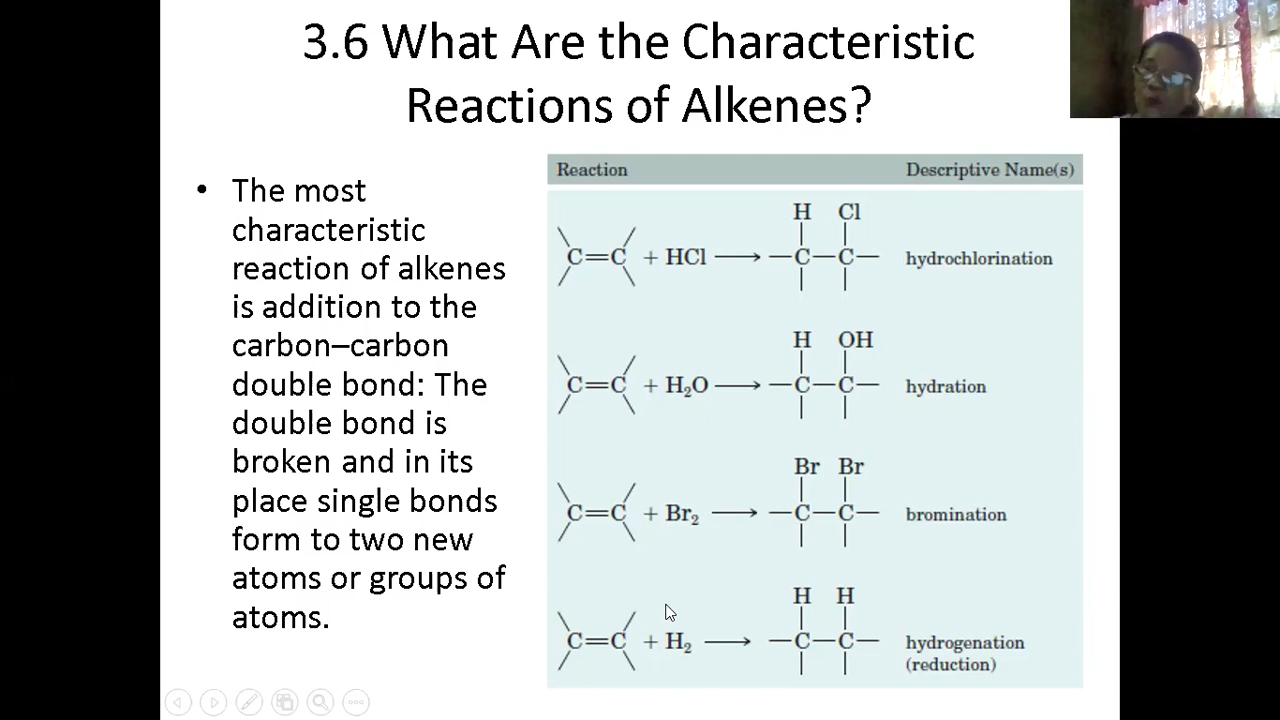 3.6 What Are the Characteristic
Reactions of Alkenes?
• The most
characteristic
reaction of alkenes
is addition to the
carbon–carbon
double bond: The
double bond is
broken and in its
place single bonds
form to two new
atoms or groups of
atoms.
Reaction Descriptive Name(s)
H Cl
C=C + HCl ⟶ —C—C— hydrochlorination
H OH
C=C + H₂O ⟶ —C—C— hydration
Br Br
C=C + Br₂ ⟶ —C—C— bromination
H H
C=C + H₂ ⟶ —C—C— hydrogenation
(reduction)